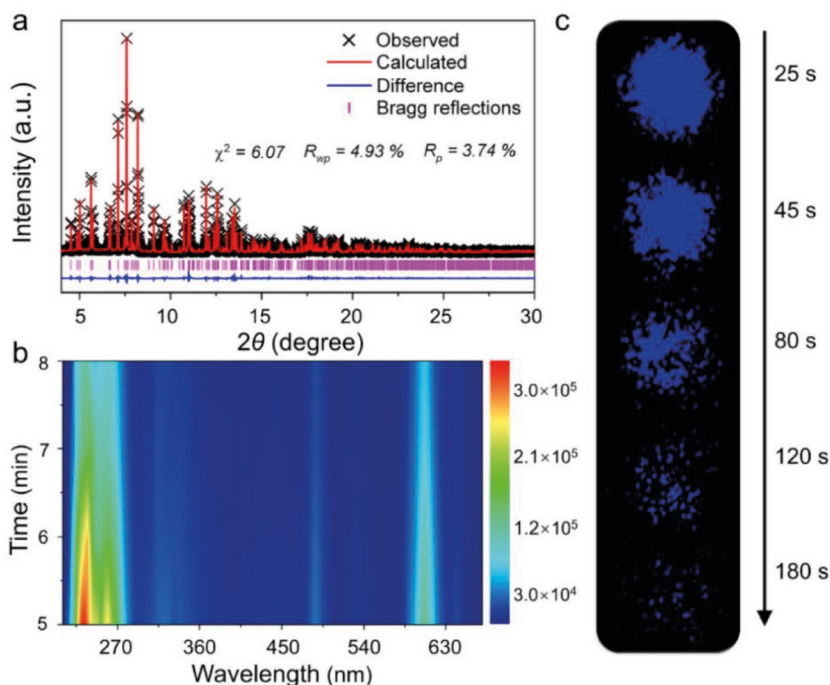 a
Observed
Calculated
Difference
Bragg reflections
χ² = 6.07 Rwp = 4.93 % Rp = 3.74 %
Intensity (a.u.)
5 10 15 20 25 30
2θ (degree)
b
8
7
6
5
Time (min)
270 360 450 540 630
Wavelength (nm)
3.0×10⁵
2.1×10⁵
1.2×10⁵
3.0×10⁴
c
25 s
45 s
80 s
120 s
180 s